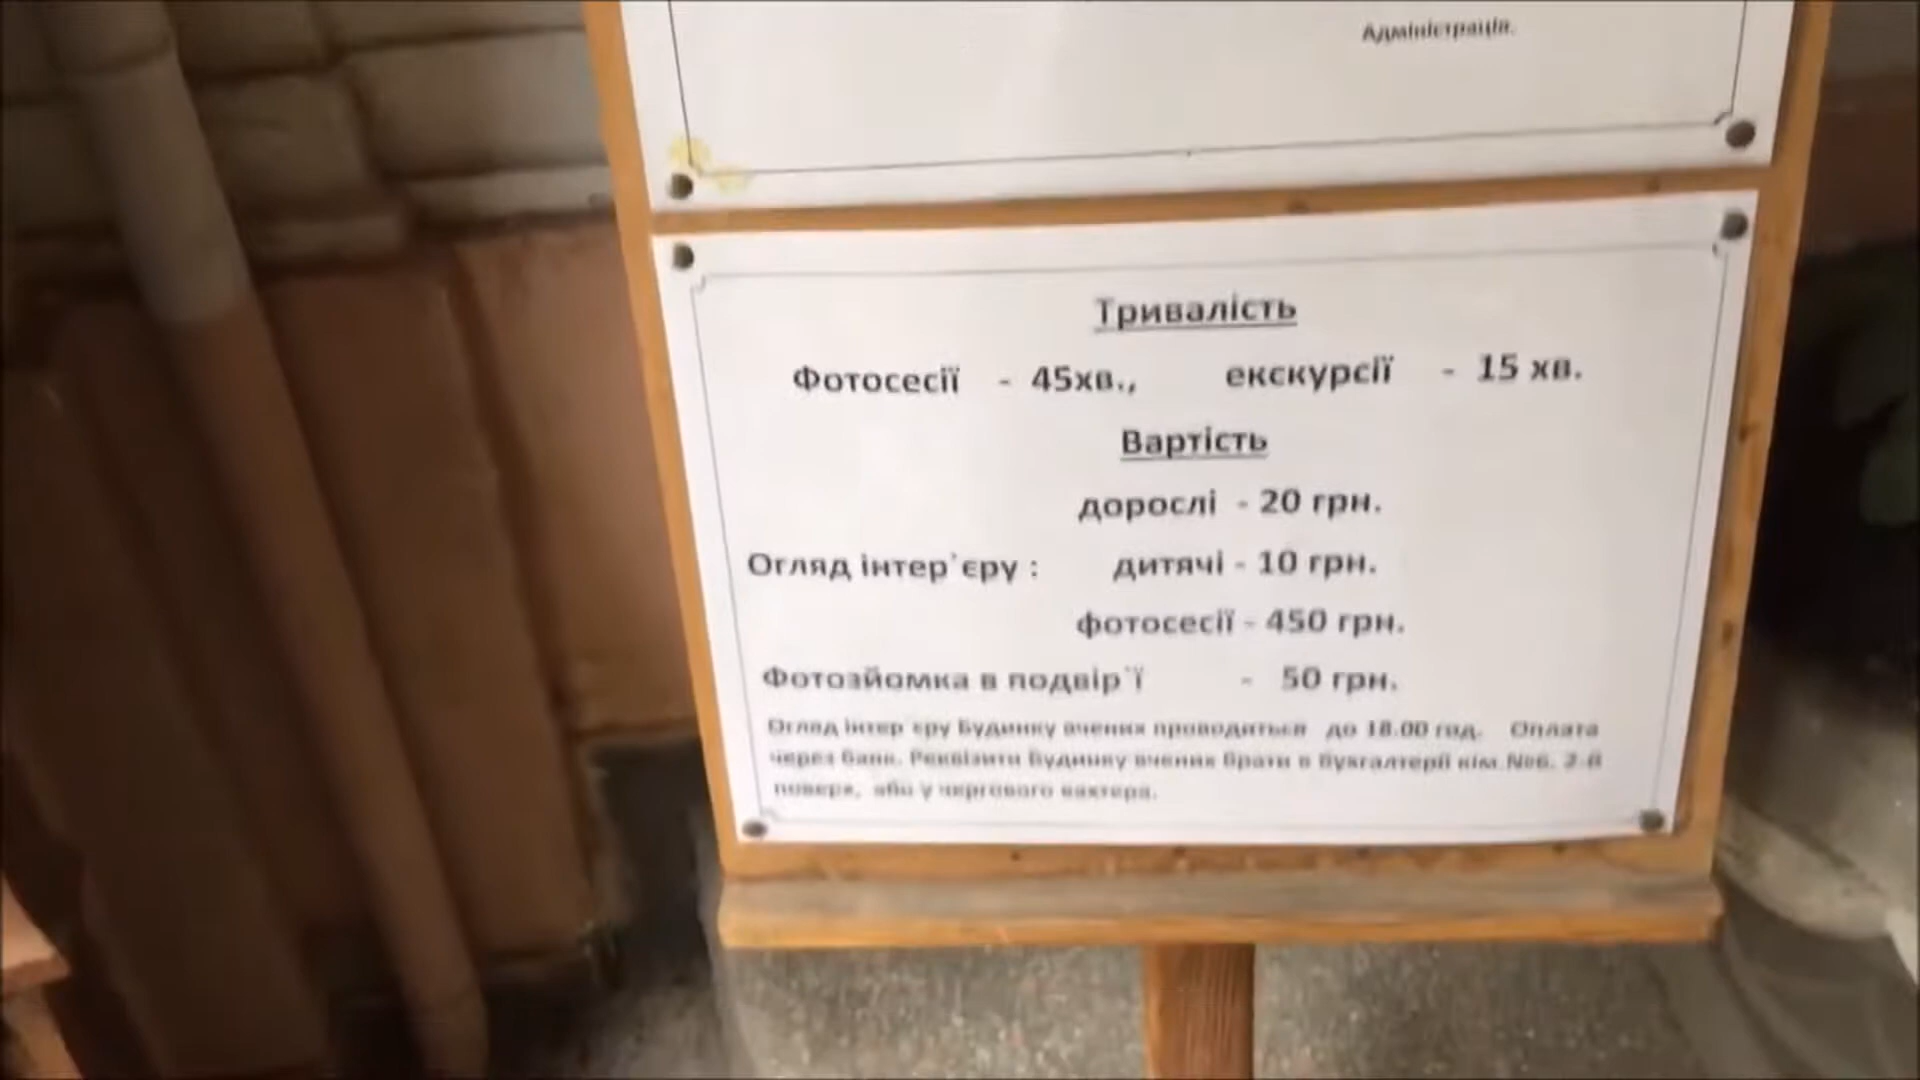 Адміністрація.
Тривалість
Фотосесії - 45хв., екскурсії - 15 хв.
Вартість
дорослі - 20 грн.
Огляд інтер`єру : дитячі - 10 грн.
фотосесії - 450 грн.
Фотозйомка в подвір`ї - 50 грн.
Огляд інтер`єру Будинку вчених проводиться до 18.00 год. Оплата
через банк. Реквізити Будинку вчених брати в бухгалтерії кім.№6. 2-й
поверх, або у чергового вахтера.